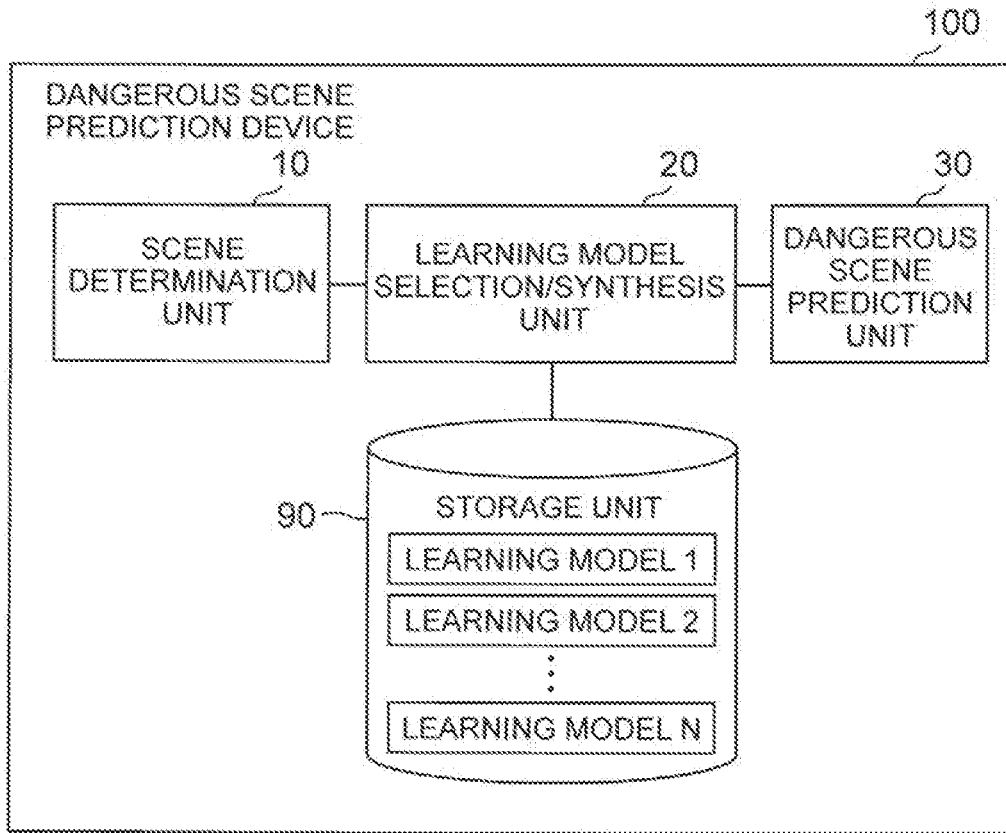 100
DANGEROUS SCENE
PREDICTION DEVICE
10
20
30
SCENE
DETERMINATION
UNIT
LEARNING MODEL
SELECTION/SYNTHESIS
UNIT
DANGEROUS
SCENE
PREDICTION
UNIT
90
STORAGE UNIT
LEARNING MODEL 1
LEARNING MODEL 2
⋮
LEARNING MODEL N